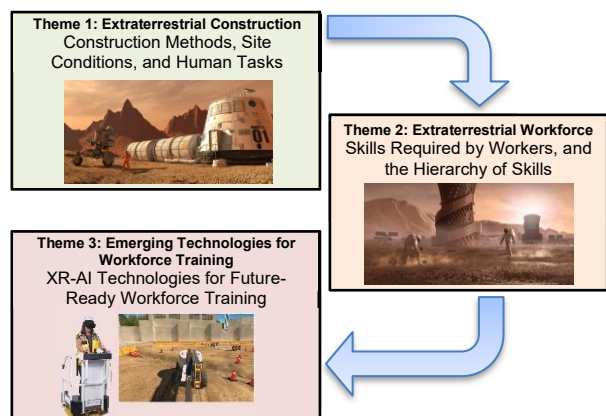 Theme 1: Extraterrestrial Construction
Construction Methods, Site
Conditions, and Human Tasks
01
Theme 2: Extraterrestrial Workforce
Skills Required by Workers, and
the Hierarchy of Skills
Theme 3: Emerging Technologies for
Workforce Training
XR-AI Technologies for Future-
Ready Workforce Training